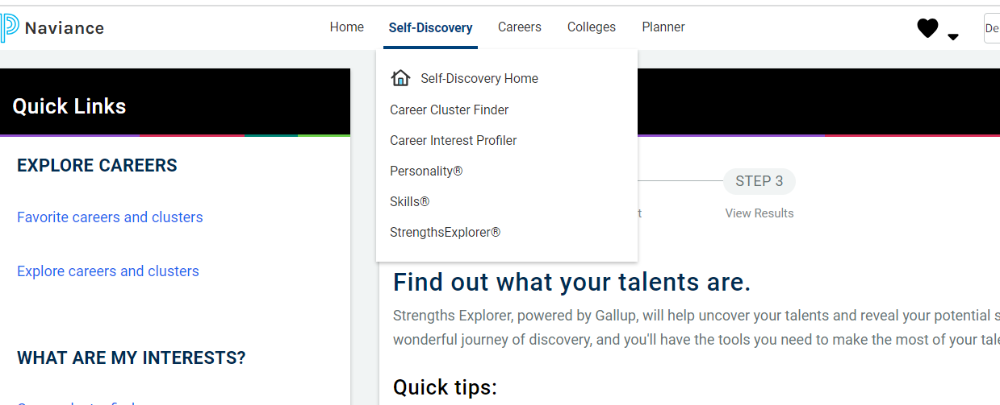 Naviance
Home
Self-Discovery
Careers
Colleges
Planner
De
Self-Discovery Home
Career Cluster Finder
Career Interest Profiler
Personality®
Skills®
StrengthsExplorer®
Quick Links
EXPLORE CAREERS
Favorite careers and clusters
Explore careers and clusters
WHAT ARE MY INTERESTS?
STEP 3
t
View Results
Find out what your talents are.
Strengths Explorer, powered by Gallup, will help uncover your talents and reveal your potential s
wonderful journey of discovery, and you'll have the tools you need to make the most of your tale
Quick tips: